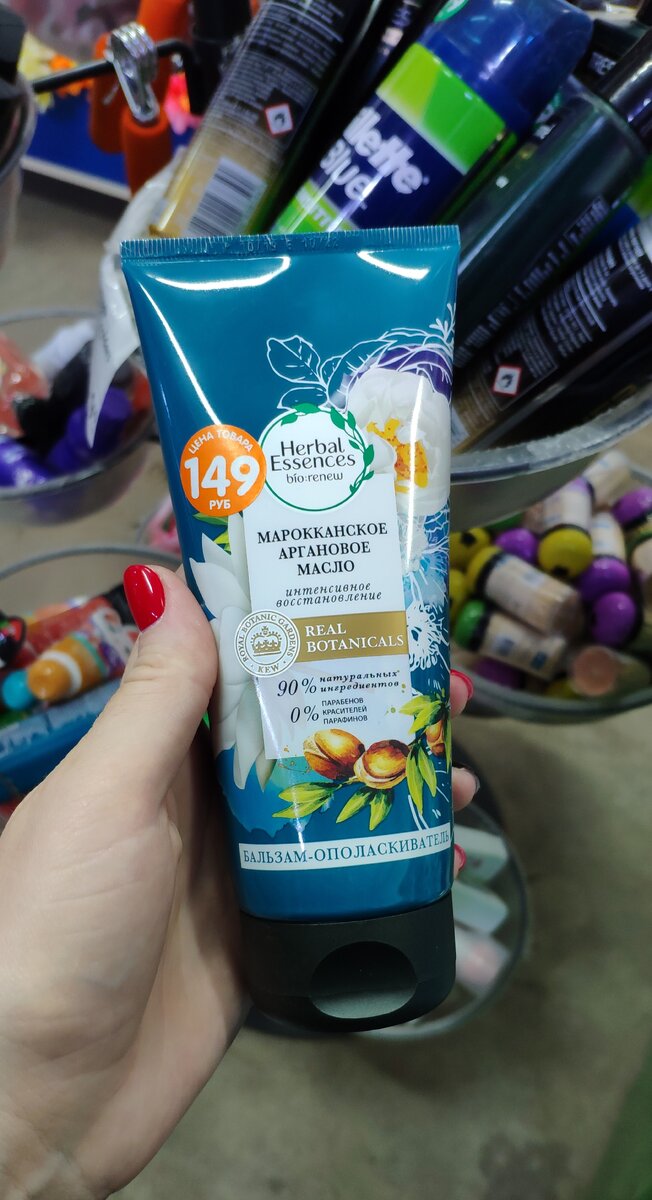 Gillette
Blue
ЦЕНА ТОВАРА
149
РУБ
Herbal
Essences
bio:renew
МАРОККАНСКОЕ
АРГАНОВОЕ
МАСЛО
интенсивное
восстановление
ROYAL BOTANIC GARDENS
KEW
REAL
BOTANICALS
90% натуральных
ингредиентов
0% ПАРАБЕНОВ
КРАСИТЕЛЕЙ
ПАРАФИНОВ
БАЛЬЗАМ-ОПОЛАСКИВАТЕЛЬ